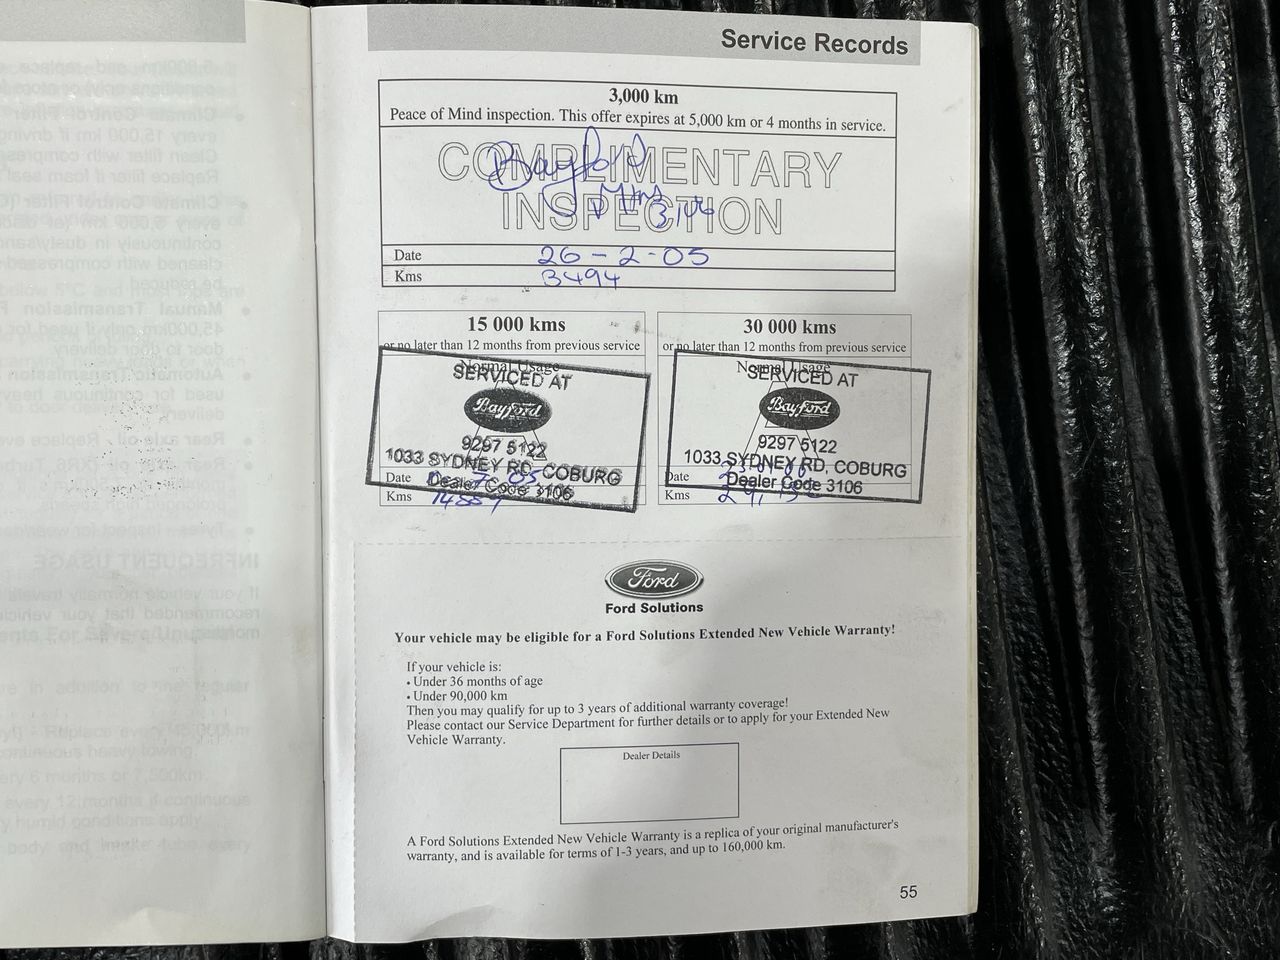 Service Records
3,000 km
Peace of Mind inspection. This offer expires at 5,000 km or 4 months in service.
COMPLIMENTARY
INSPECTION
Bayford
3106
Date 26-2-05
Kms 3494
15 000 kms
or no later than 12 months from previous service
Normal Usage
SERVICED AT
Bayford
9297 5122
1033 SYDNEY RD, COBURG
Dealer Code 3106
Date
Kms
30 000 kms
or no later than 12 months from previous service
Normal Usage
SERVICED AT
Bayford
9297 5122
1033 SYDNEY RD, COBURG
Dealer Code 3106
Date
Kms
Ford
Ford Solutions
Your vehicle may be eligible for a Ford Solutions Extended New Vehicle Warranty!
If your vehicle is:
• Under 36 months of age
• Under 90,000 km
Then you may qualify for up to 3 years of additional warranty coverage!
Please contact our Service Department for further details or to apply for your Extended New
Vehicle Warranty.
Dealer Details
A Ford Solutions Extended New Vehicle Warranty is a replica of your original manufacturer's
warranty, and is available for terms of 1-3 years, and up to 160,000 km.
55